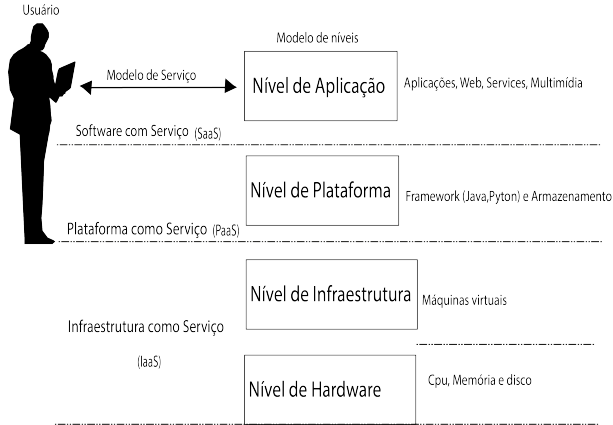 Usuário
Modelo de níveis
Modelo de Serviço
Nível de Aplicação
Aplicações, Web, Services, Multimídia
Software com Serviço (SaaS)
Nível de Plataforma
Framework (Java,Pyton) e Armazenamento
Plataforma como Serviço (PaaS)
Nível de Infraestrutura
Máquinas virtuais
Infraestrutura como Serviço
(IaaS)
Nível de Hardware
Cpu, Memória e disco